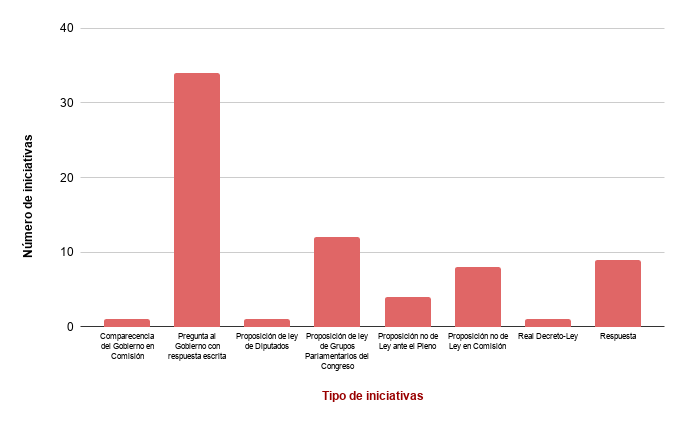 40
30
20
10
0
Número de iniciativas
Comparecencia
del Gobierno en
Comisión
Pregunta al
Gobierno con
respuesta escrita
Proposición de ley
de Diputados
Proposición de ley
de Grupos
Parlamentarios del
Congreso
Proposición no de
Ley ante el Pleno
Proposición no de
Ley en Comisión
Real Decreto-Ley
Respuesta
Tipo de iniciativas